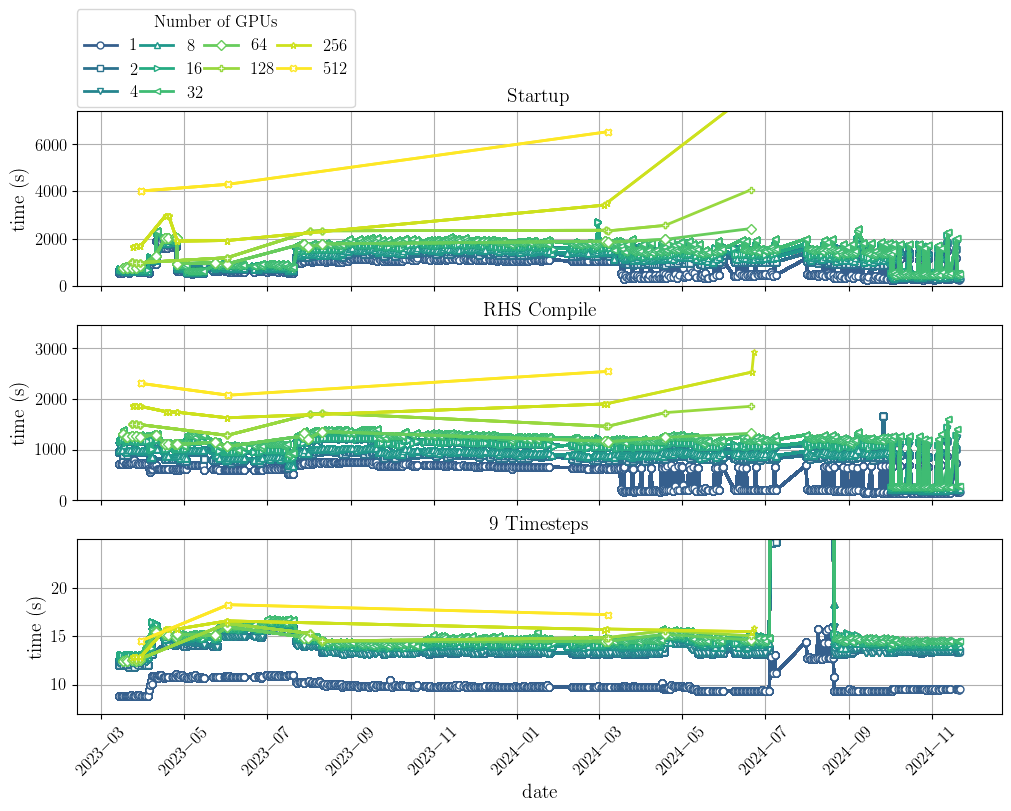 Number of GPUs
1 8 64 256
2 16 128 512
4 32
Startup
time (s)
6000
4000
2000
0
RHS Compile
time (s)
3000
2000
1000
0
9 Timesteps
time (s)
20
15
10
2023−03 2023−05 2023−07 2023−09 2023−11 2024−01 2024−03 2024−05 2024−07 2024−09 2024−11
date